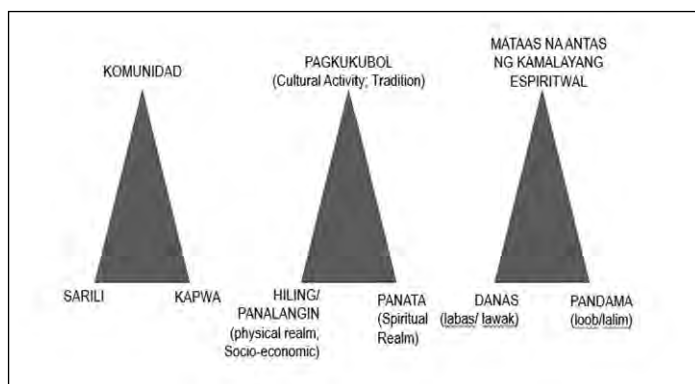 KOMUNIDAD
SARILI
KAPWA
PAGKUKUBOL
(Cultural Activity; Tradition)
HILING/
PANALANGIN
(physical realm,
Socio-economic)
PANATA
(Spiritual
Realm)
MATAAS NA ANTAS
NG KAMALAYANG
ESPIRITWAL
DANAS
(labas/ lawak)
PANDAMA
(loob/lalim)